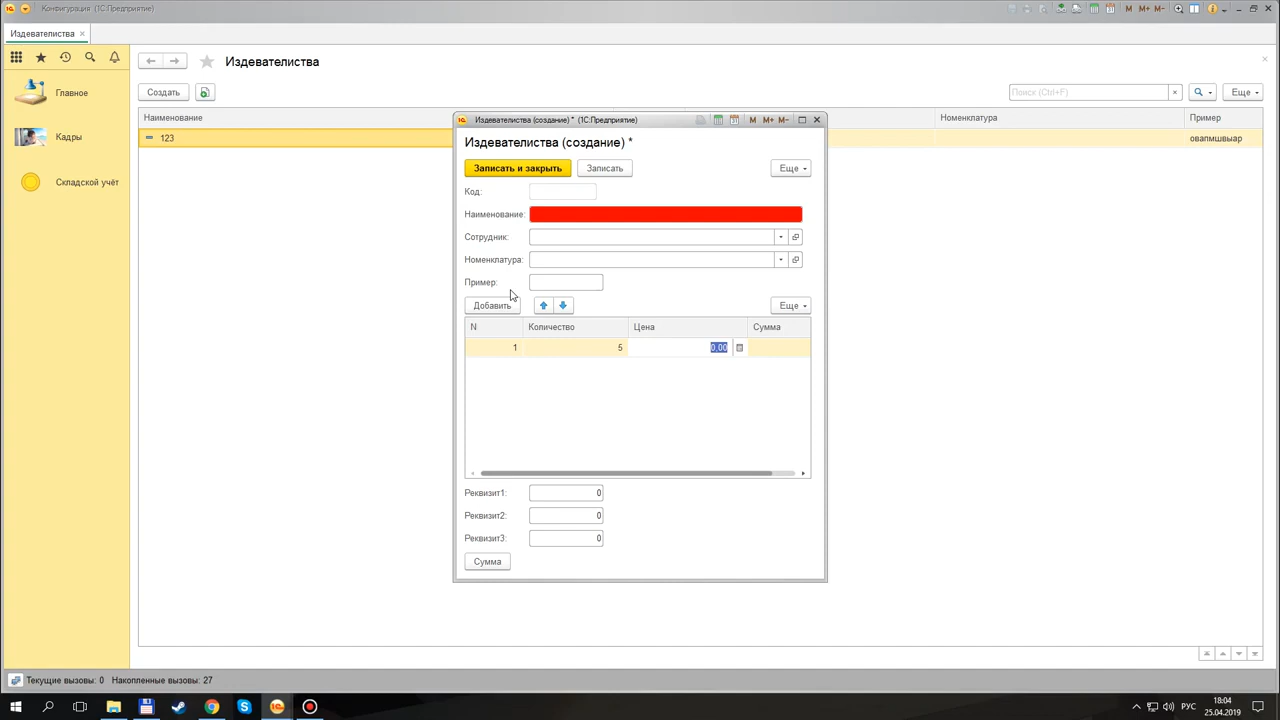 Конфигурация (1С:Предприятие)
M M+ M-
Издевателиства ×
Издевателиства
Главное
Кадры
Складской учёт
Создать
Поиск (Ctrl+F)
×
Еще
Наименование
Номенклатура
Пример
123
овапмшвыар
Издевателиства (создание) * (1С:Предприятие)
M M+ M-
Издевателиства (создание) *
Записать и закрыть
Записать
Еще
Код:
Наименование:
Сотрудник:
Номенклатура:
Пример:
Добавить
Еще
N
Количество
Цена
Сумма
1
5
0,00
Реквизит1:
0
Реквизит2:
0
Реквизит3:
0
Сумма
Текущие вызовы: 0 Накопленные вызовы: 27
РУС
18:04
25.04.2019